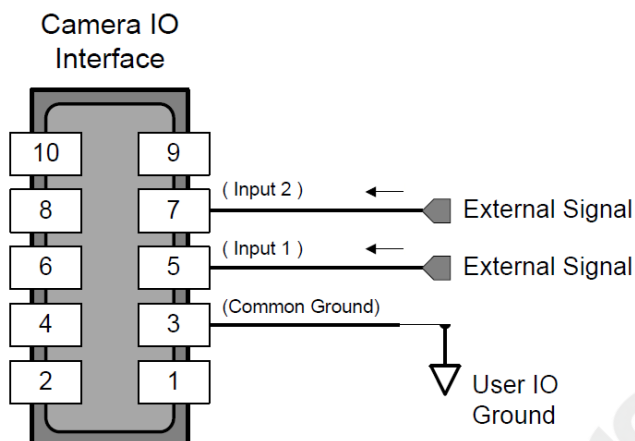 Camera IO
Interface
10 9
8 7 ( Input 2 ) External Signal
6 5 ( Input 1 ) External Signal
4 3 (Common Ground)
2 1 User IO
Ground